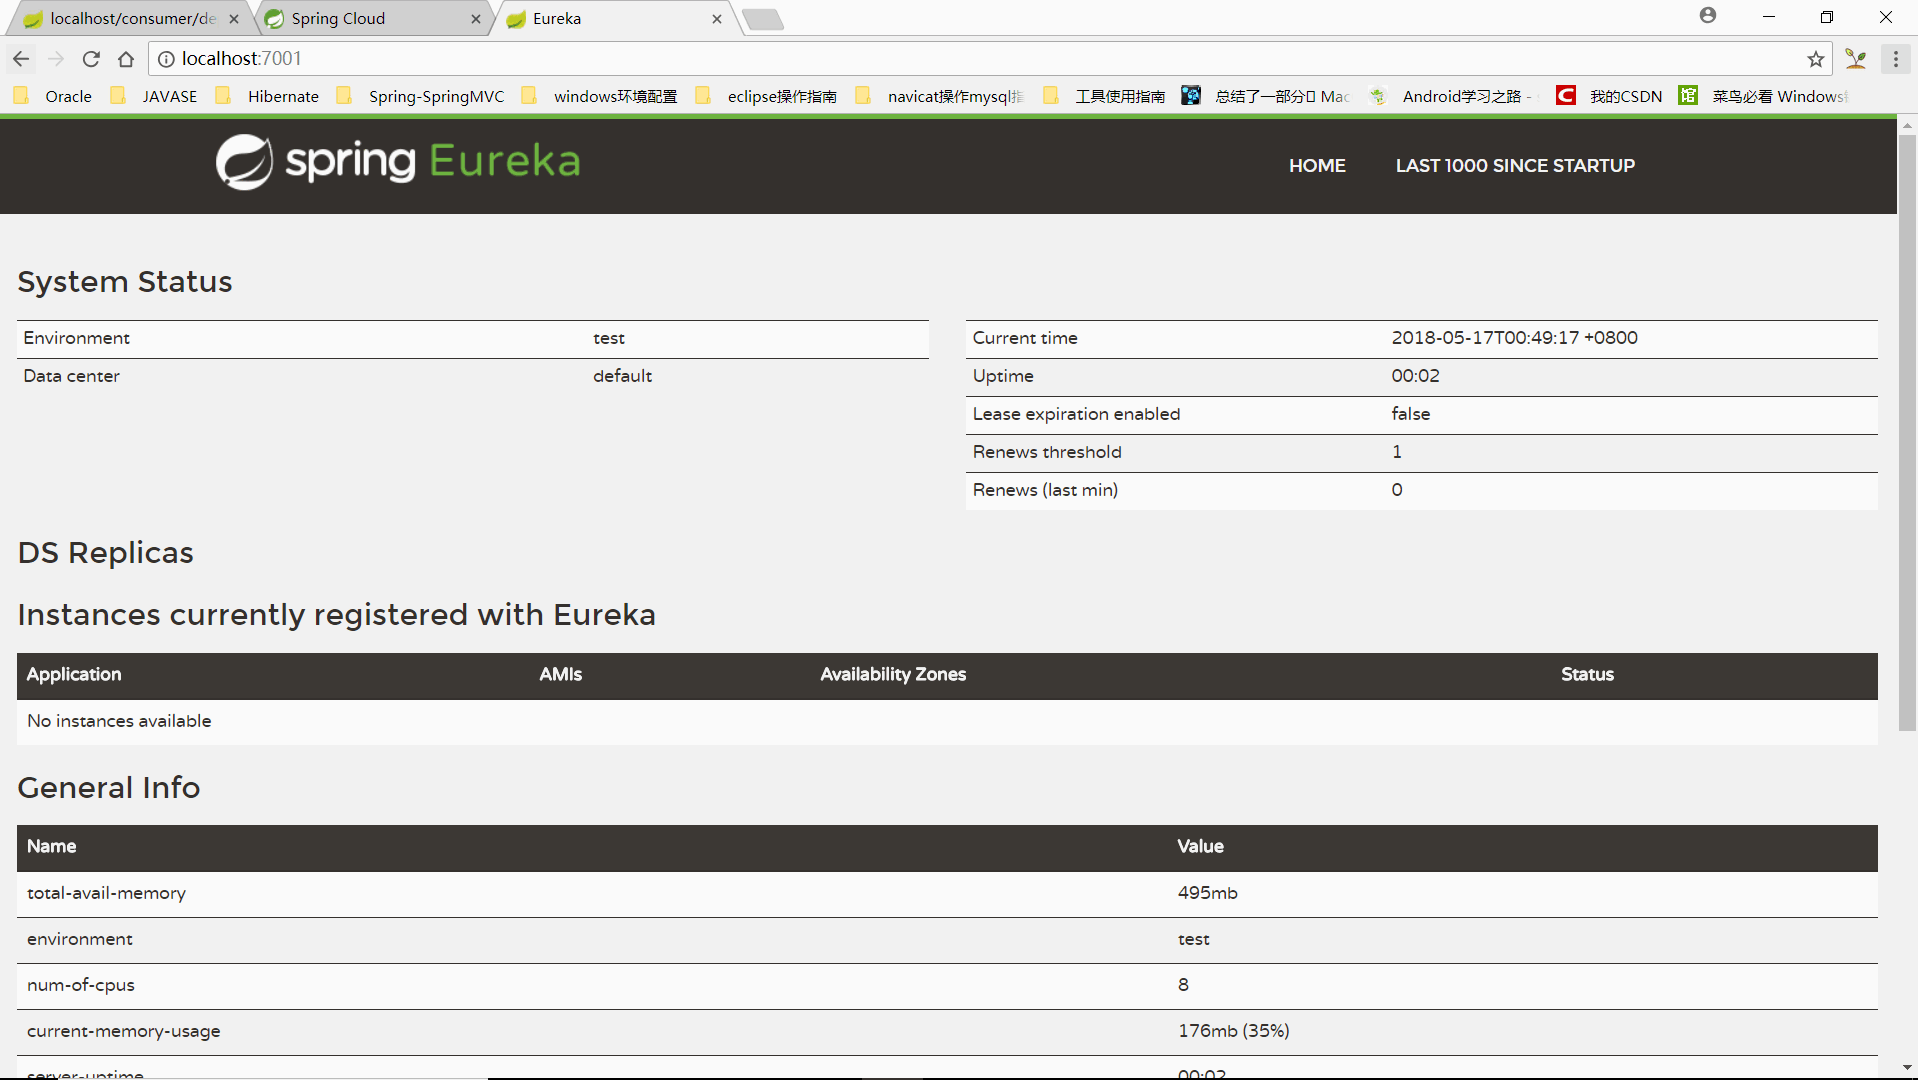 localhost/consumer/de
Spring Cloud
Eureka
localhost:7001
Oracle JAVASE Hibernate Spring-SpringMVC windows环境配置 eclipse操作指南 navicat操作mysql指 工具使用指南 总结了一部分 Mac Android学习之路 - 我的CSDN 菜鸟必看 Windows
spring Eureka
HOME LAST 1000 SINCE STARTUP
System Status
Environment test
Data center default
Current time 2018-05-17T00:49:17 +0800
Uptime 00:02
Lease expiration enabled false
Renews threshold 1
Renews (last min) 0
DS Replicas
Instances currently registered with Eureka
Application AMIs Availability Zones Status
No instances available
General Info
Name Value
total-avail-memory 495mb
environment test
num-of-cpus 8
current-memory-usage 176mb (35%)
server-uptime 00:02